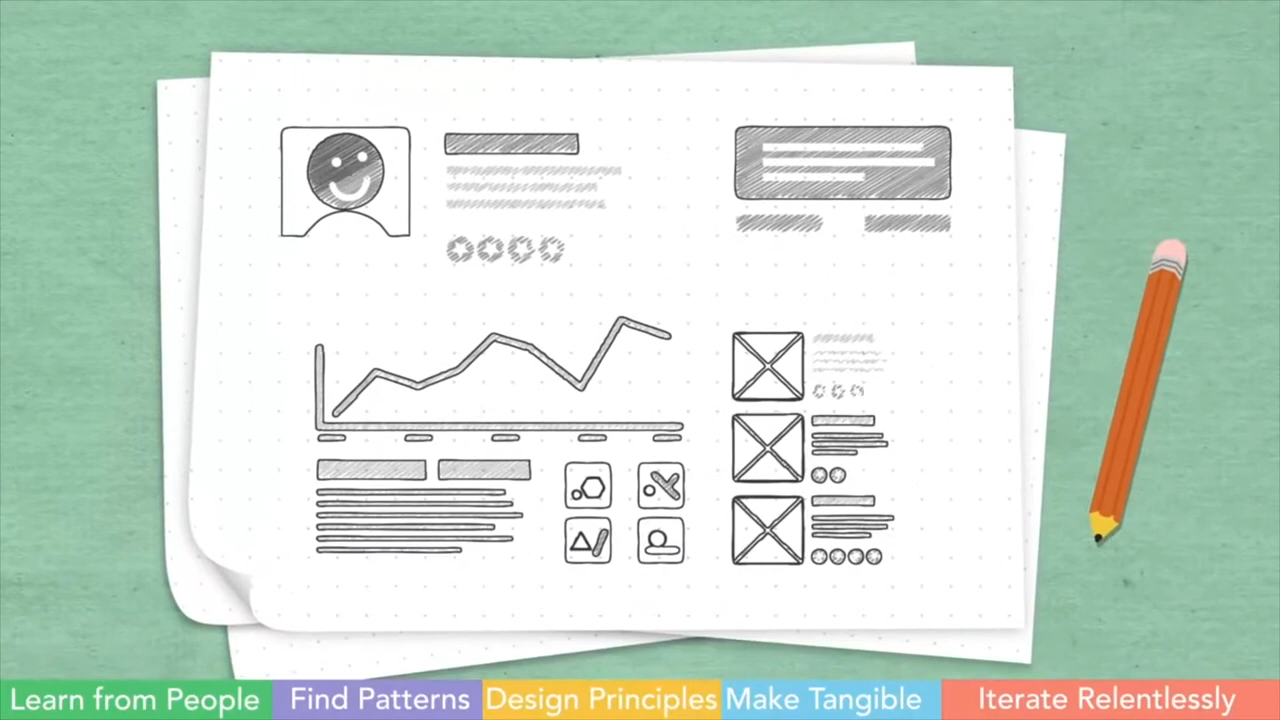 Learn from People
Find Patterns
Design Principles
Make Tangible
Iterate Relentlessly